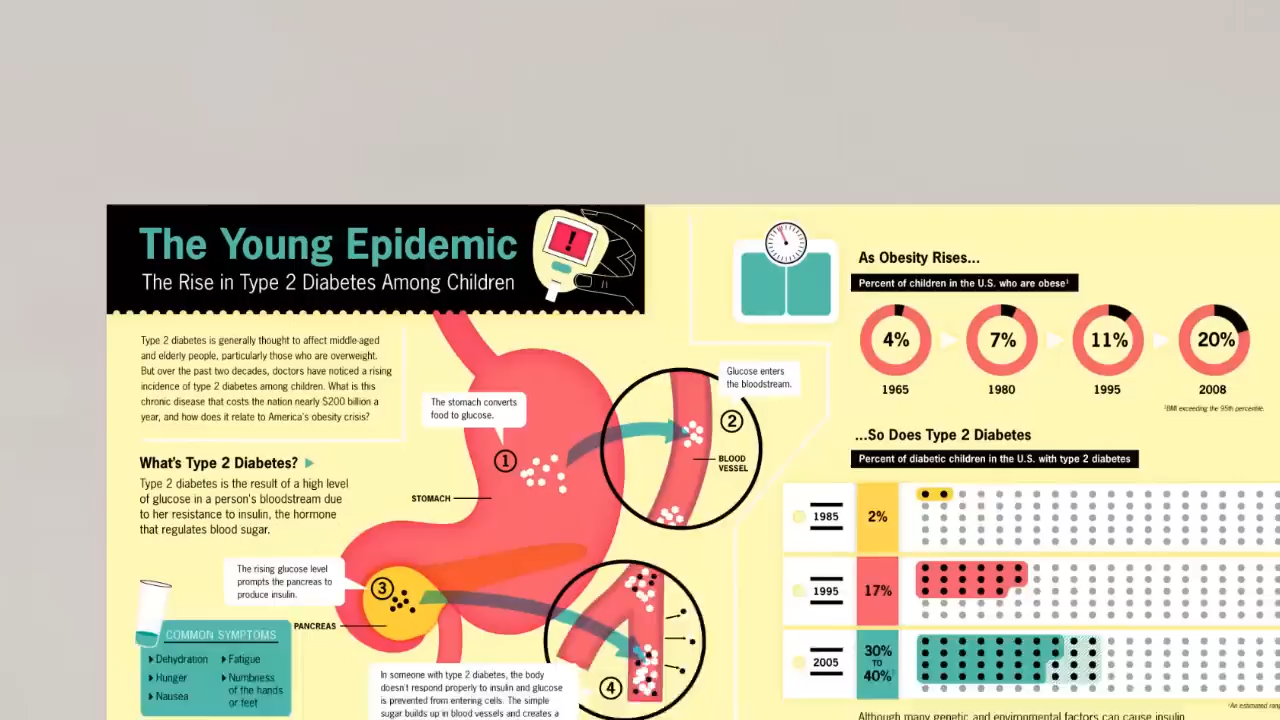 The Young Epidemic
The Rise in Type 2 Diabetes Among Children
Type 2 diabetes is generally thought to affect middle-aged
and elderly people, particularly those who are overweight.
But over the past two decades, doctors have noticed a rising
incidence of type 2 diabetes among children. What is this
chronic disease that costs the nation nearly $200 billion a
year, and how does it relate to America's obesity crisis?
What's Type 2 Diabetes?
Type 2 diabetes is the result of a high level
of glucose in a person's bloodstream due
to her resistance to insulin, the hormone
that regulates blood sugar.
The stomach converts
food to glucose.
1
STOMACH
Glucose enters
the bloodstream.
2
BLOOD
VESSEL
The rising glucose level
prompts the pancreas to
produce insulin.
3
PANCREAS
COMMON SYMPTOMS
Dehydration
Hunger
Nausea
Fatigue
Numbness
of the hands
or feet
In someone with type 2 diabetes, the body
doesn't respond properly to insulin and glucose
is prevented from entering cells. The simple
sugar builds up in blood vessels and creates a
4
As Obesity Rises...
Percent of children in the U.S. who are obese¹
4% 7% 11% 20%
1965 1980 1995 2008
¹BMI exceeding the 95th percentile.
...So Does Type 2 Diabetes
Percent of diabetic children in the U.S. with type 2 diabetes
1985 2%
1995 17%
2005 30%
TO
40%
An estimated
Although many genetic and environmental factors can cause insulin